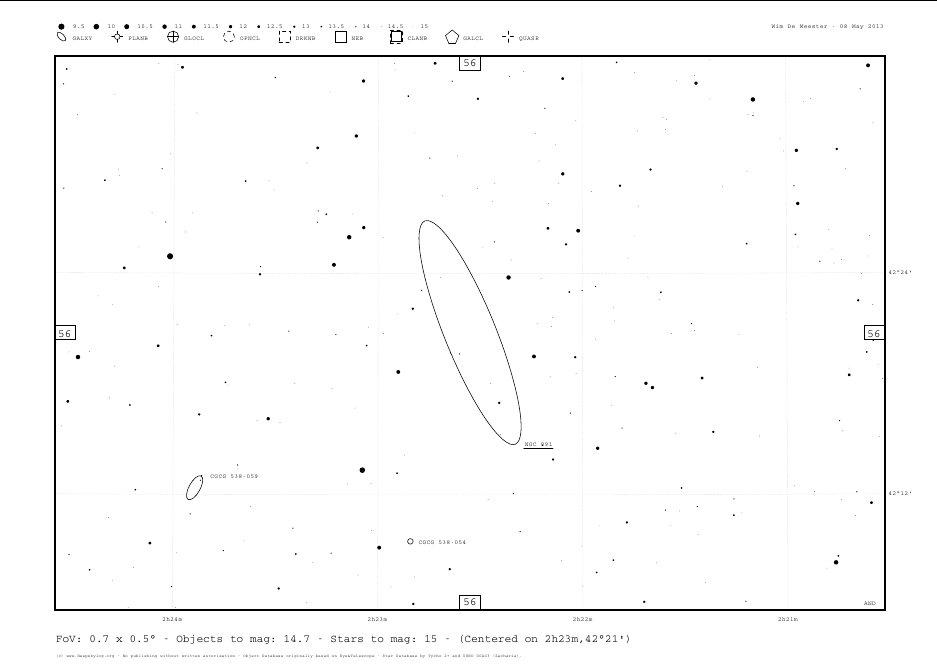 9.5 10 10.5 11 11.5 12 12.5 13 13.5 14 14.5 15
Wim De Meester - 08 May 2013
GALXY PLANB GLOCL OPNCL DRKNB NEB CLANB GALCL QUASR
56
42°24'
56 56
NGC 891
CGCG 538-059
42°12'
CGCG 538-054
56
AND
2h24m 2h23m 2h22m 2h21m
FoV: 0.7 x 0.5° - Objects to mag: 14.7 - Stars to mag: 15 - (Centered on 2h23m,42°21')